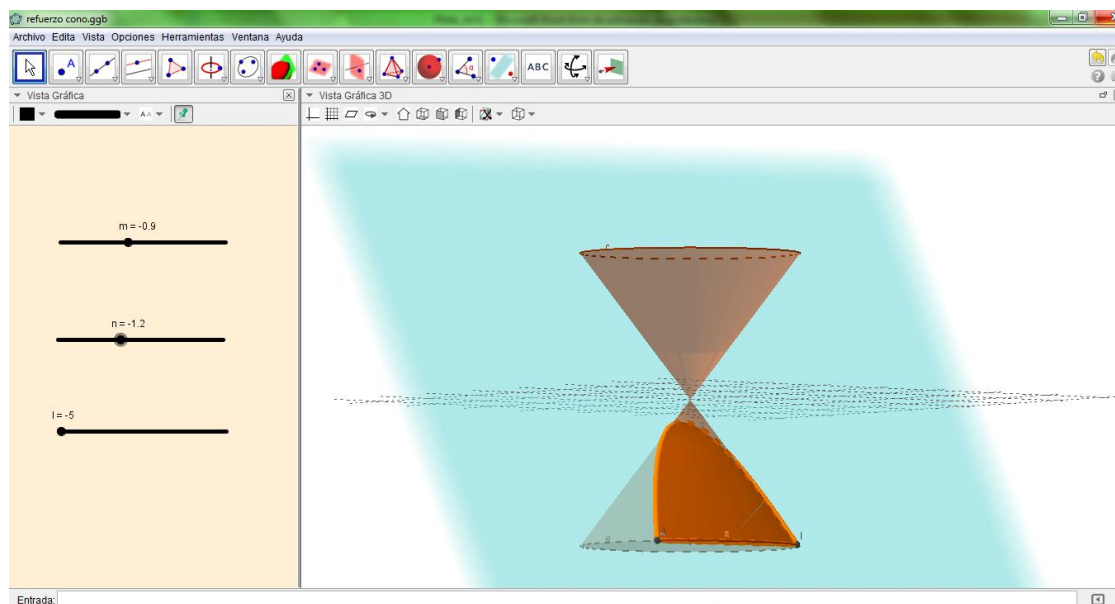 refuerzo cono.ggb
Archivo Edita Vista Opciones Herramientas Ventana Ayuda
A
ABC
Vista Gráfica
Vista Gráfica 3D
AA
m = -0.9
n = -1.2
l = -5
Entrada: